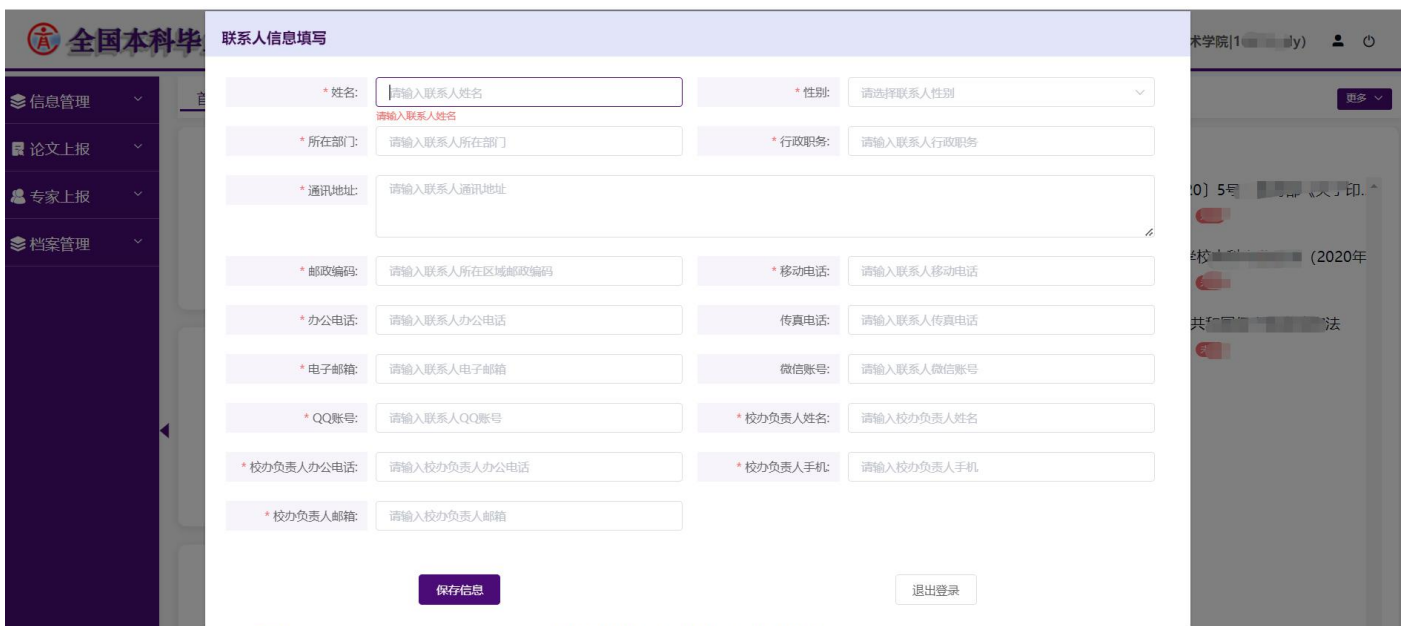 全国本科毕
联系人信息填写
术学院|1 ly)
信息管理
论文上报
专家上报
档案管理
首
更多
* 姓名: 请输入联系人姓名
* 性别: 请选择联系人性别
请输入联系人姓名
* 所在部门: 请输入联系人所在部门
* 行政职务: 请输入联系人行政职务
* 通讯地址: 请输入联系人通讯地址
* 邮政编码: 请输入联系人所在区域邮政编码
* 移动电话: 请输入联系人移动电话
* 办公电话: 请输入联系人办公电话
传真电话: 请输入联系人传真电话
* 电子邮箱: 请输入联系人电子邮箱
微信账号: 请输入联系人微信账号
* QQ账号: 请输入联系人QQ账号
* 校办负责人姓名: 请输入校办负责人姓名
* 校办负责人办公电话: 请输入校办负责人办公电话
* 校办负责人手机: 请输入校办负责人手机
* 校办负责人邮箱: 请输入校办负责人邮箱
保存信息
退出登录
0〕5号 印.
(2020年
法